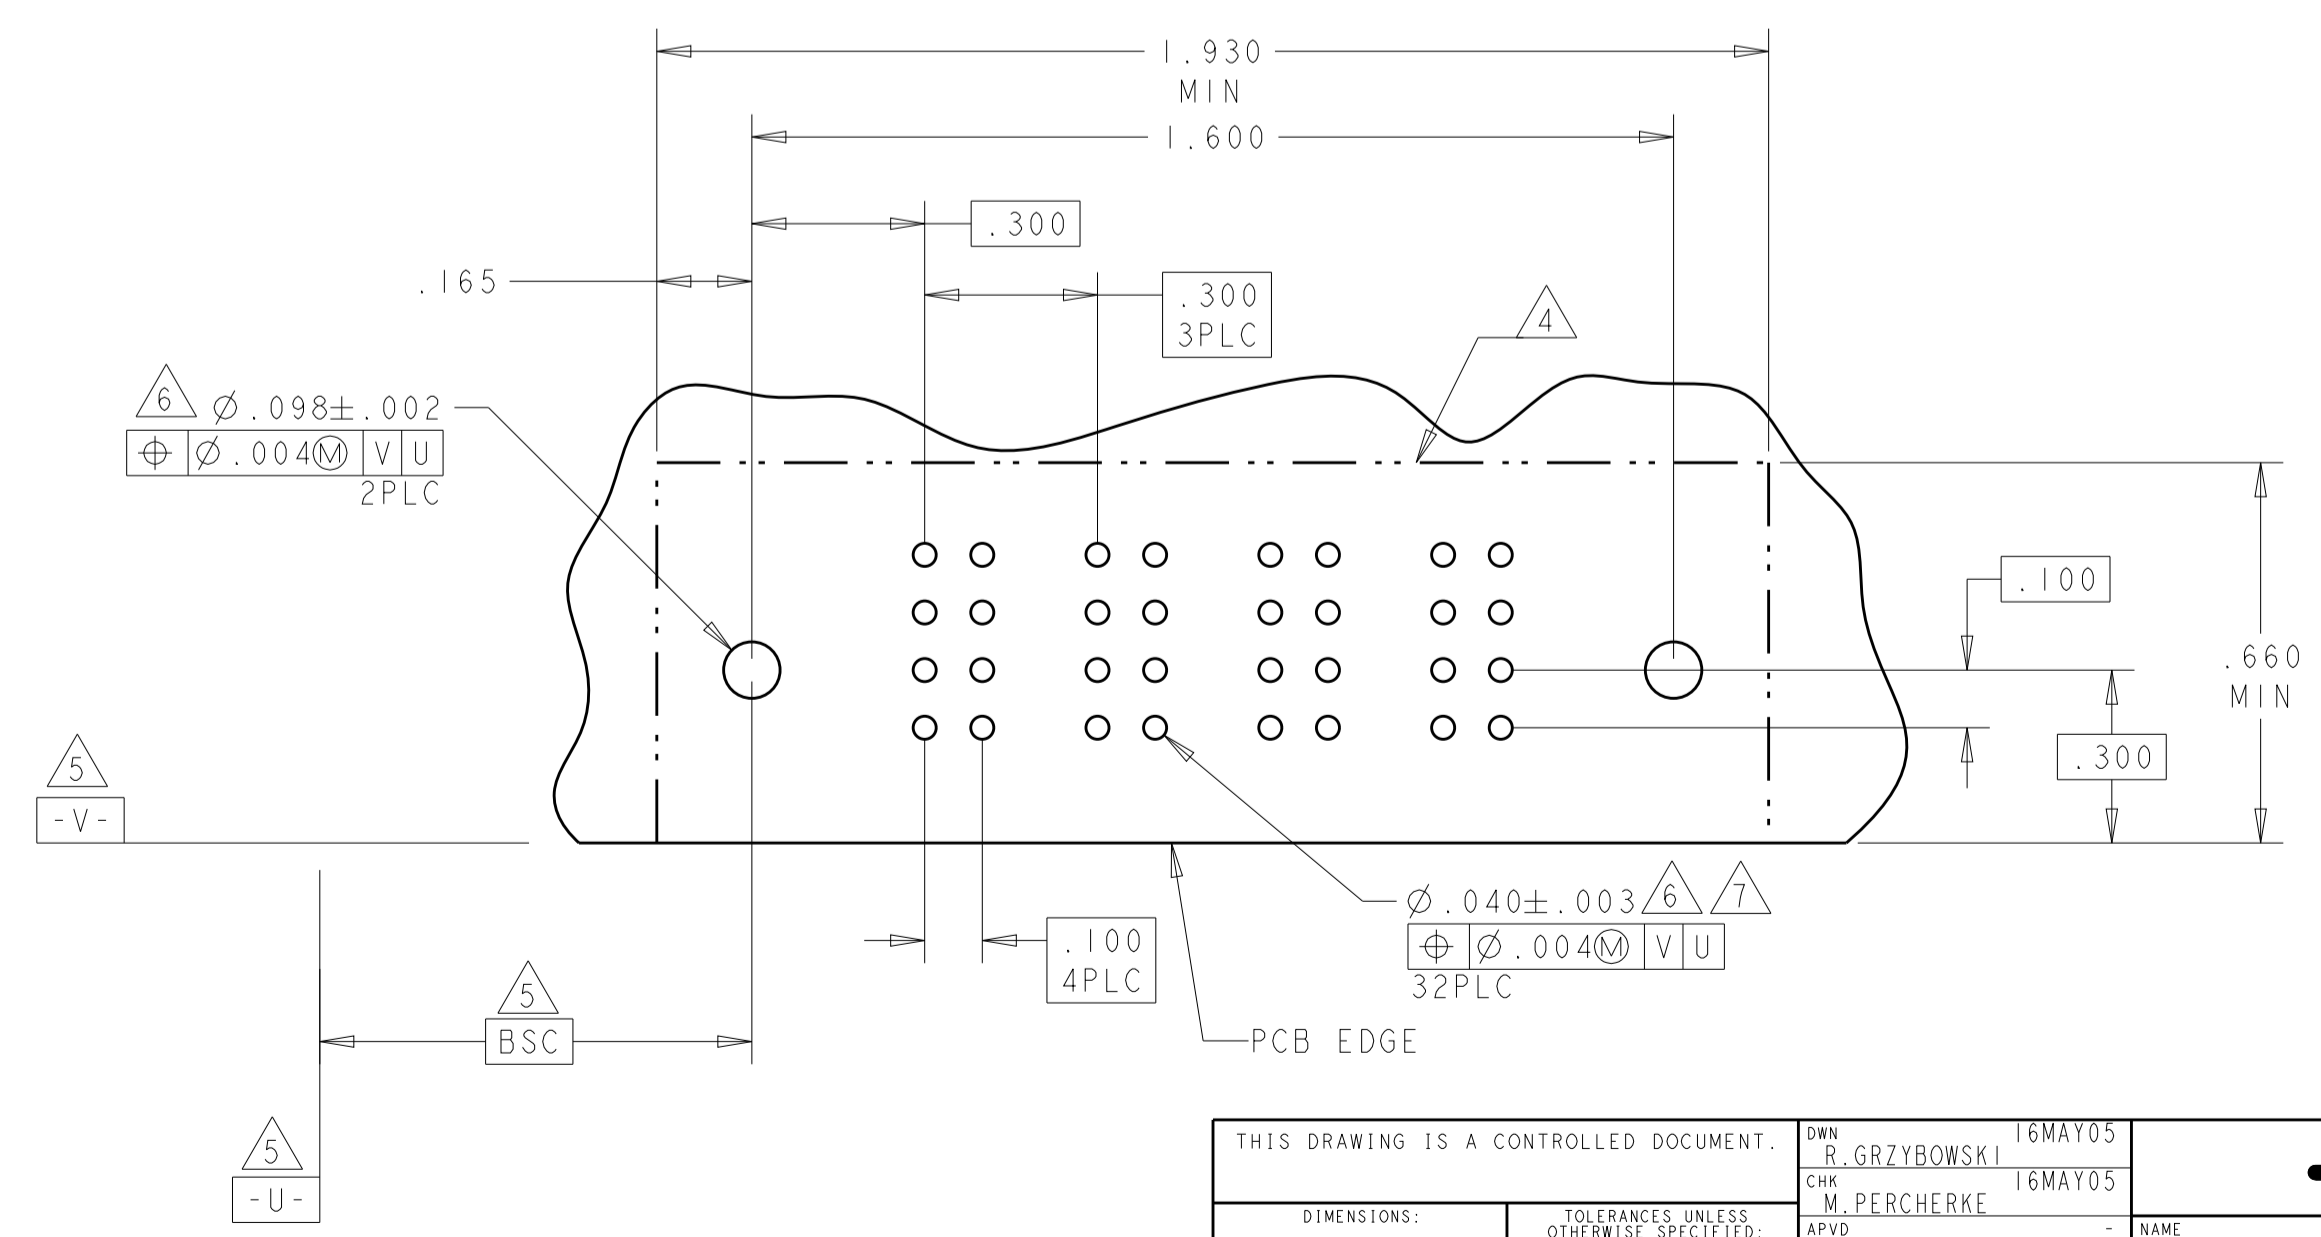 1.930
MIN
1.600
.300
.165
.300
3PLC
4
6 Ø.098±.002
⌖ Ø.004Ⓜ V U
2PLC
.100
.660
MIN
.300
5
-V-
Ø.040±.003 6 7
⌖ Ø.004Ⓜ V U
32PLC
.100
4PLC
5
BSC
PCB EDGE
5
-U-
THIS DRAWING IS A CONTROLLED DOCUMENT.
DWN 16MAY05
R.GRZYBOWSKI
CHK 16MAY05
M.PERCHERKE
DIMENSIONS:
TOLERANCES UNLESS
OTHERWISE SPECIFIED:
APVD -
NAME